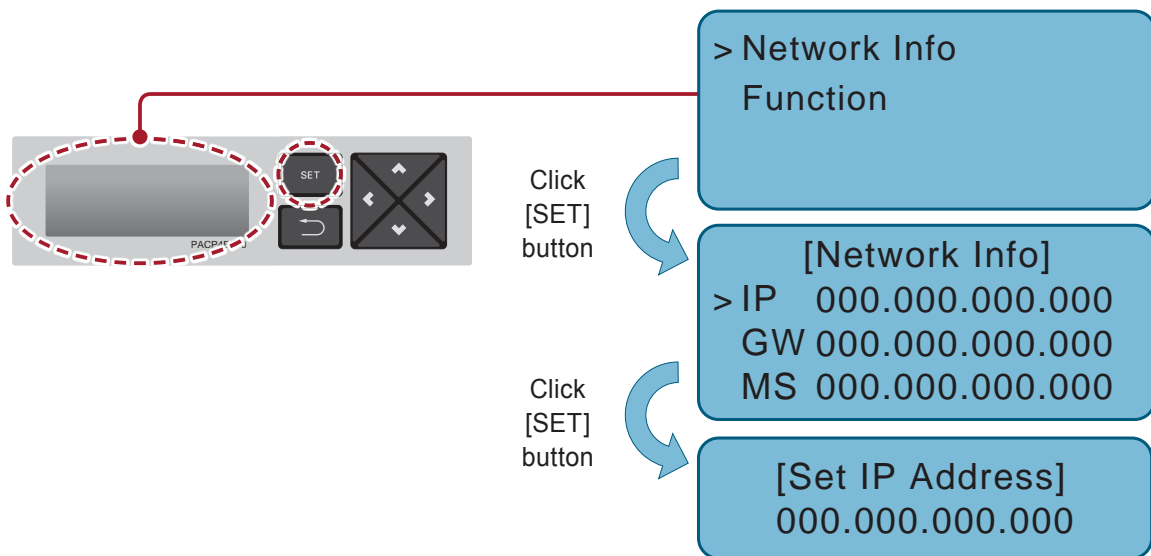 > Network Info
Function
SET
Click
[SET]
button
[Network Info]
> IP 000.000.000.000
GW 000.000.000.000
MS 000.000.000.000
Click
[SET]
button
[Set IP Address]
000.000.000.000